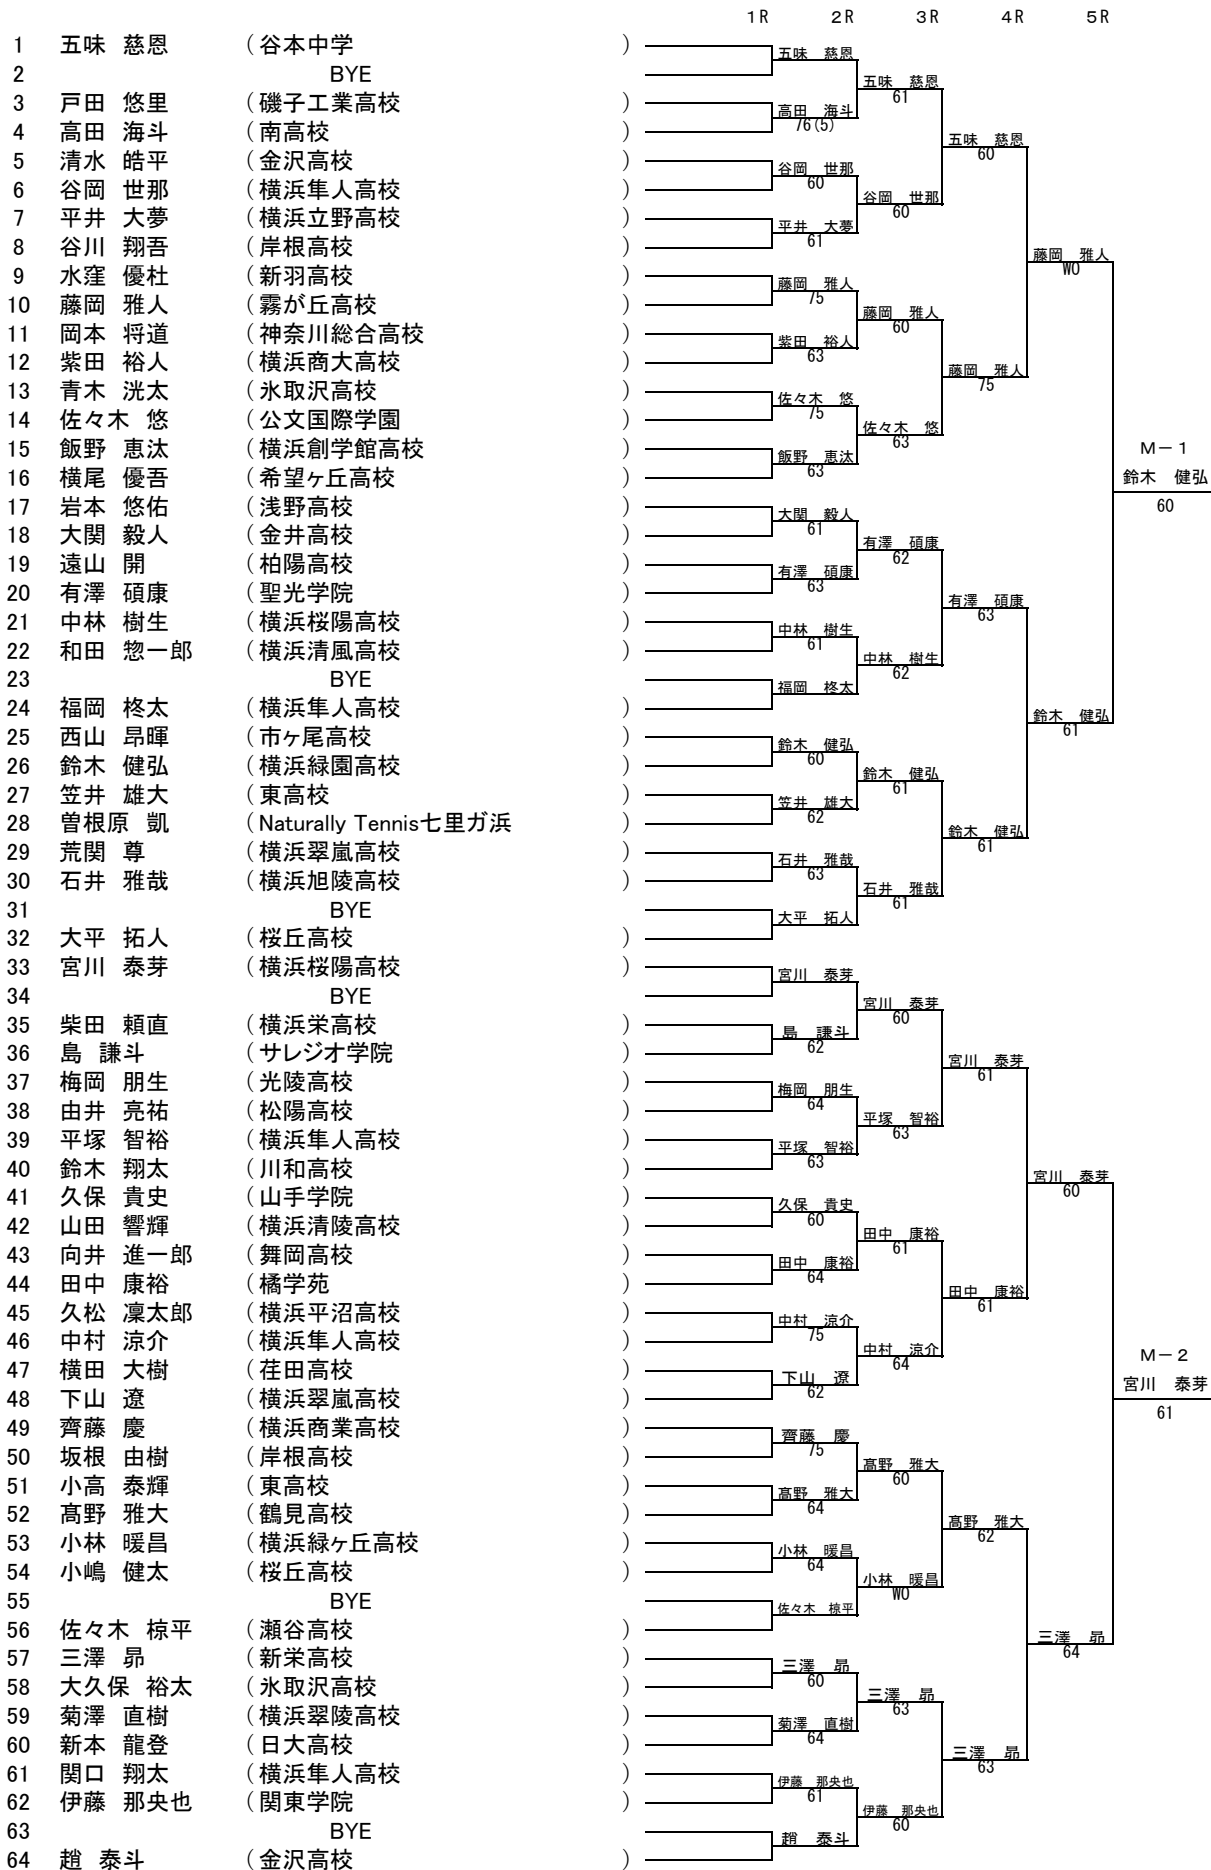 1R 2R 3R 4R 5R
1 五味 慈恩 (谷本中学 )
2 BYE
3 戸田 悠里 (磯子工業高校 )
4 高田 海斗 (南高校 )
5 清水 皓平 (金沢高校 )
6 谷岡 世那 (横浜隼人高校 )
7 平井 大夢 (横浜立野高校 )
8 谷川 翔吾 (岸根高校 )
9 水窪 優杜 (新羽高校 )
10 藤岡 雅人 (霧が丘高校 )
11 岡本 将道 (神奈川総合高校 )
12 紫田 裕人 (横浜商大高校 )
13 青木 洸太 (氷取沢高校 )
14 佐々木 悠 (公文国際学園 )
15 飯野 恵汰 (横浜創学館高校 )
16 横尾 優吾 (希望ヶ丘高校 )
17 岩本 悠佑 (浅野高校 )
18 大関 毅人 (金井高校 )
19 遠山 開 (柏陽高校 )
20 有澤 碩康 (聖光学院 )
21 中林 樹生 (横浜桜陽高校 )
22 和田 惣一郎 (横浜清風高校 )
23 BYE
24 福岡 柊太 (横浜隼人高校 )
25 西山 昂暉 (市ヶ尾高校 )
26 鈴木 健弘 (横浜緑園高校 )
27 笠井 雄大 (東高校 )
28 曽根原 凱 (Naturally Tennis七里ガ浜 )
29 荒関 尊 (横浜翠嵐高校 )
30 石井 雅哉 (横浜旭陵高校 )
31 BYE
32 大平 拓人 (桜丘高校 )
33 宮川 泰芽 (横浜桜陽高校 )
34 BYE
35 柴田 頼直 (横浜栄高校 )
36 島 謙斗 (サレジオ学院 )
37 梅岡 朋生 (光陵高校 )
38 由井 亮祐 (松陽高校 )
39 平塚 智裕 (横浜隼人高校 )
40 鈴木 翔太 (川和高校 )
41 久保 貴史 (山手学院 )
42 山田 響輝 (横浜清陵高校 )
43 向井 進一郎 (舞岡高校 )
44 田中 康裕 (橘学苑 )
45 久松 凜太郎 (横浜平沼高校 )
46 中村 涼介 (横浜隼人高校 )
47 横田 大樹 (荏田高校 )
48 下山 遼 (横浜翠嵐高校 )
49 齊藤 慶 (横浜商業高校 )
50 坂根 由樹 (岸根高校 )
51 小高 泰輝 (東高校 )
52 髙野 雅大 (鶴見高校 )
53 小林 暖昌 (横浜緑ヶ丘高校 )
54 小嶋 健太 (桜丘高校 )
55 BYE
56 佐々木 椋平 (瀬谷高校 )
57 三澤 昴 (新栄高校 )
58 大久保 裕太 (氷取沢高校 )
59 菊澤 直樹 (横浜翠陵高校 )
60 新本 龍登 (日大高校 )
61 関口 翔太 (横浜隼人高校 )
62 伊藤 那央也 (関東学院 )
63 BYE
64 趙 泰斗 (金沢高校 )
五味 慈恩
高田 海斗
76(5)
谷岡 世那
60
平井 大夢
61
藤岡 雅人
75
紫田 裕人
63
佐々木 悠
75
飯野 恵汰
63
大関 毅人
61
有澤 碩康
63
中林 樹生
61
福岡 柊太
鈴木 健弘
60
笠井 雄大
62
石井 雅哉
63
大平 拓人
宮川 泰芽
島 謙斗
62
梅岡 朋生
64
平塚 智裕
63
久保 貴史
60
田中 康裕
64
中村 涼介
75
下山 遼
62
齊藤 慶
75
髙野 雅大
64
小林 暖昌
64
佐々木 椋平
三澤 昴
60
菊澤 直樹
64
伊藤 那央也
61
趙 泰斗
五味 慈恩
61
谷岡 世那
60
藤岡 雅人
60
佐々木 悠
63
有澤 碩康
62
中林 樹生
62
鈴木 健弘
61
石井 雅哉
61
宮川 泰芽
60
平塚 智裕
63
田中 康裕
61
中村 涼介
64
髙野 雅大
60
小林 暖昌
WO
三澤 昴
63
伊藤 那央也
60
五味 慈恩
60
藤岡 雅人
75
有澤 碩康
63
鈴木 健弘
61
宮川 泰芽
61
田中 康裕
61
髙野 雅大
62
三澤 昴
63
藤岡 雅人
WO
鈴木 健弘
61
宮川 泰芽
60
三澤 昴
64
M-1
鈴木 健弘
60
M-2
宮川 泰芽
61